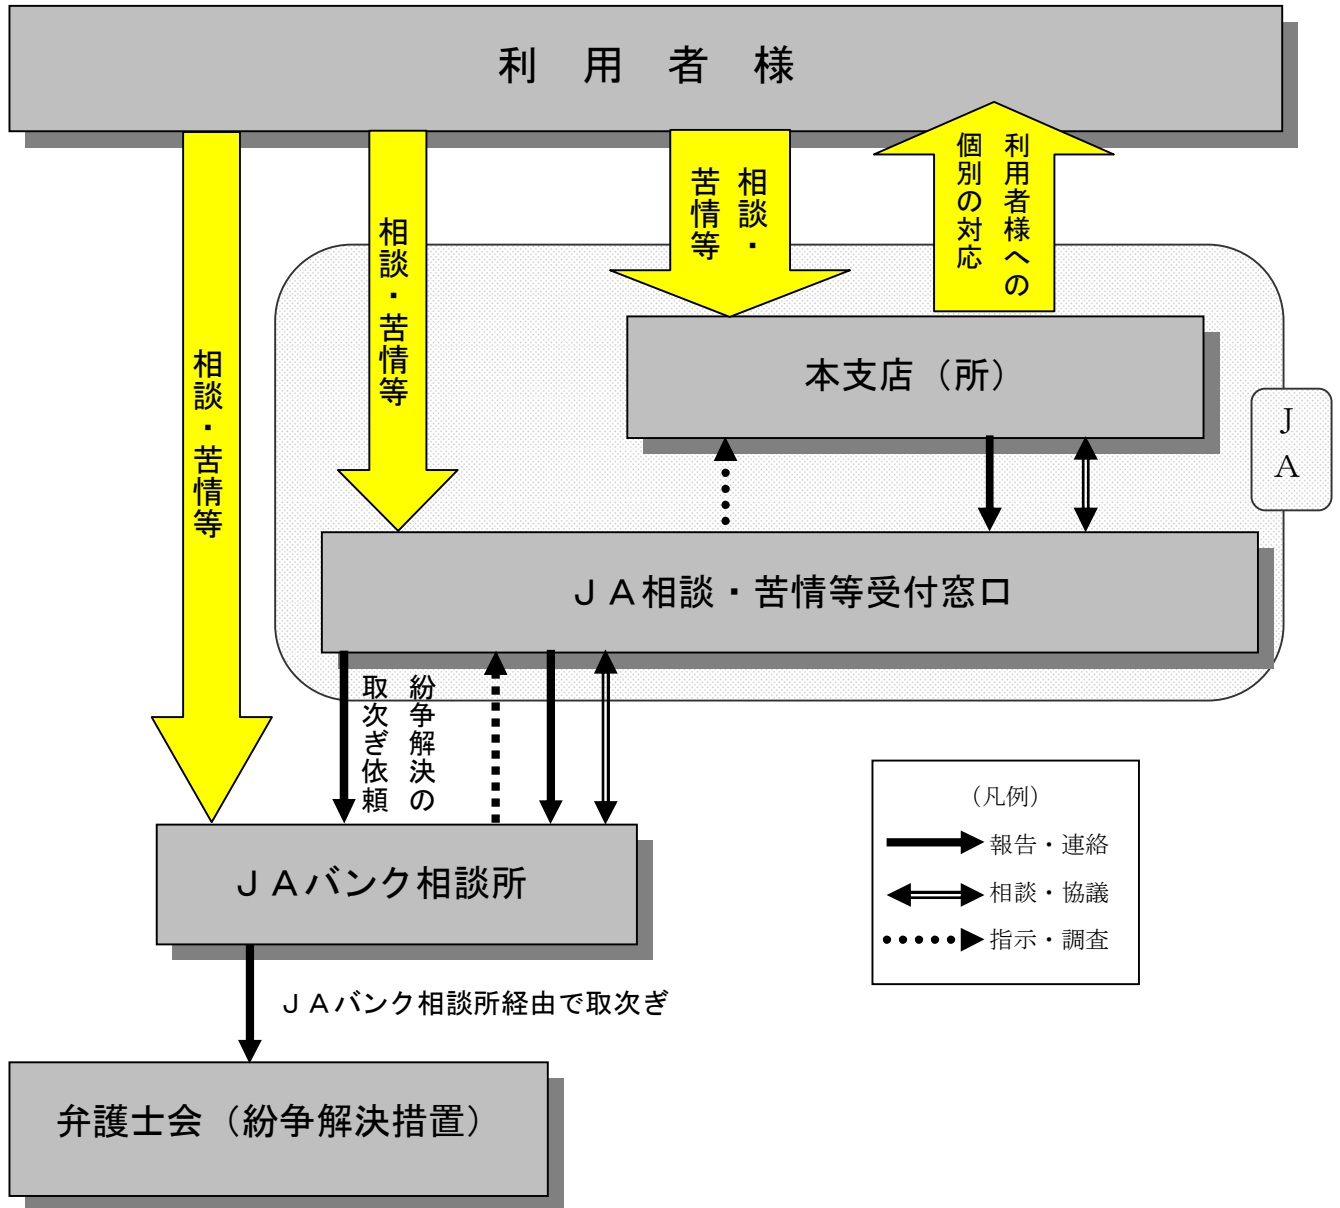 利　用　者　様
相談・苦情等
相談・苦情等
相談・
苦情等
利用者様への
個別の対応
本支店（所）
ＪＡ
ＪＡ相談・苦情等受付窓口
紛争解決の
取次ぎ依頼
ＪＡバンク相談所
（凡例）
報告・連絡
相談・協議
指示・調査
ＪＡバンク相談所経由で取次ぎ
弁護士会（紛争解決措置）